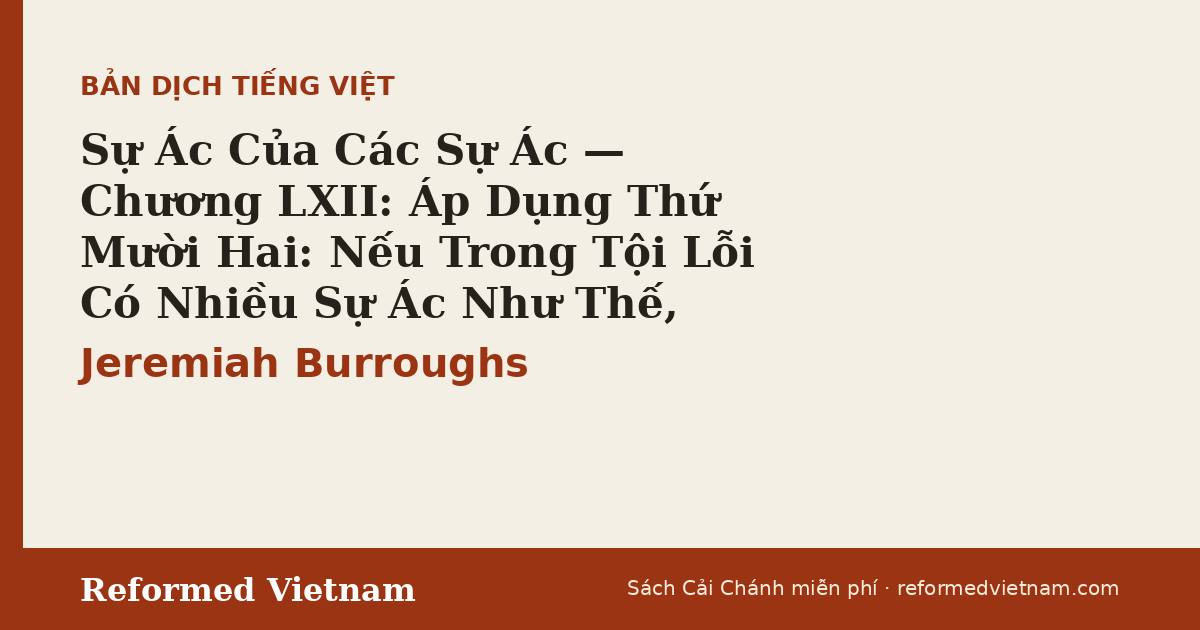 BẢN DỊCH TIẾNG VIỆT
Sự Ác Của Các Sự Ác —
Chương LXII: Áp Dụng Thứ
Mười Hai: Nếu Trong Tội Lỗi
Có Nhiều Sự Ác Như Thế,
Jeremiah Burroughs
Reformed Vietnam
Sách Cải Chánh miễn phí · reformedvietnam.com